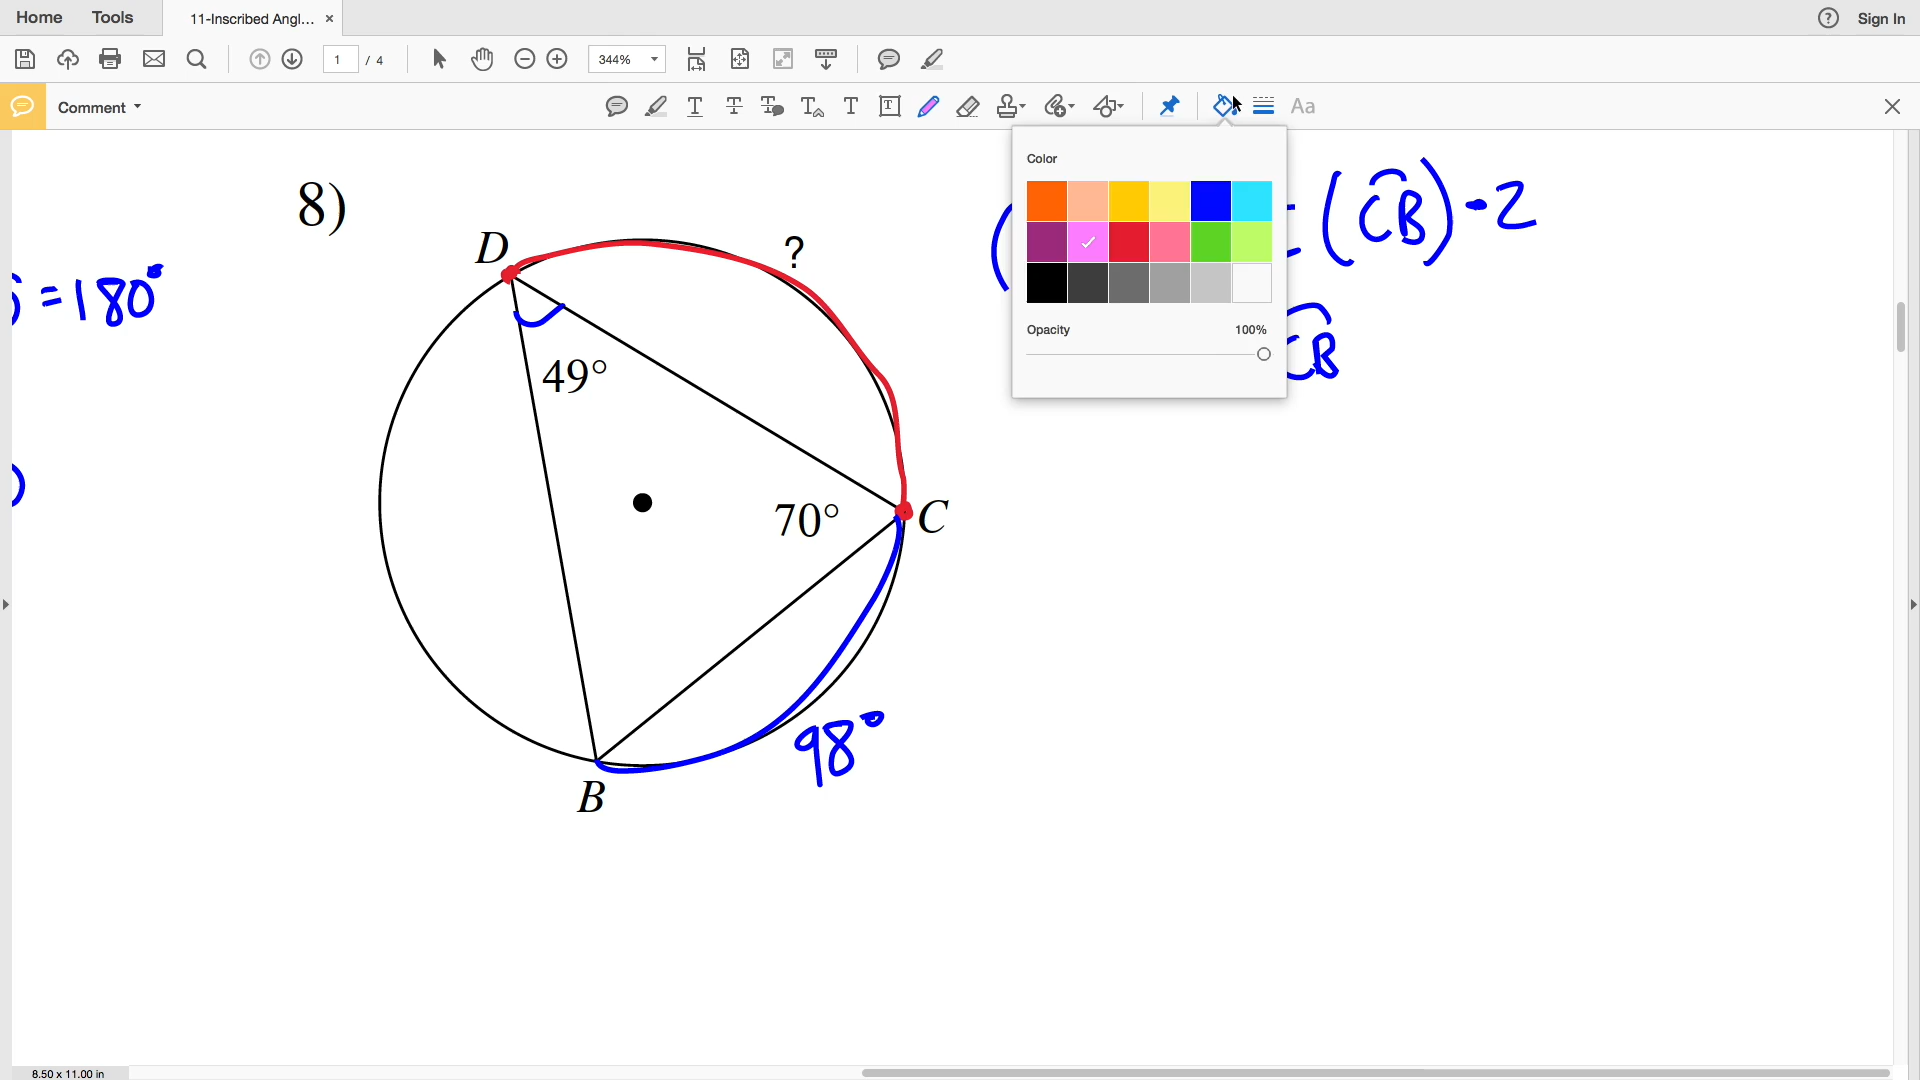 Home Tools 11-Inscribed Angl... × ? Sign In
1 / 4 344%
Comment Aa
Color
Opacity 100%
8)
D
?
= 180°
49°
70°
C
B
98°
= (CB) · 2
CB
8.50 x 11.00 in